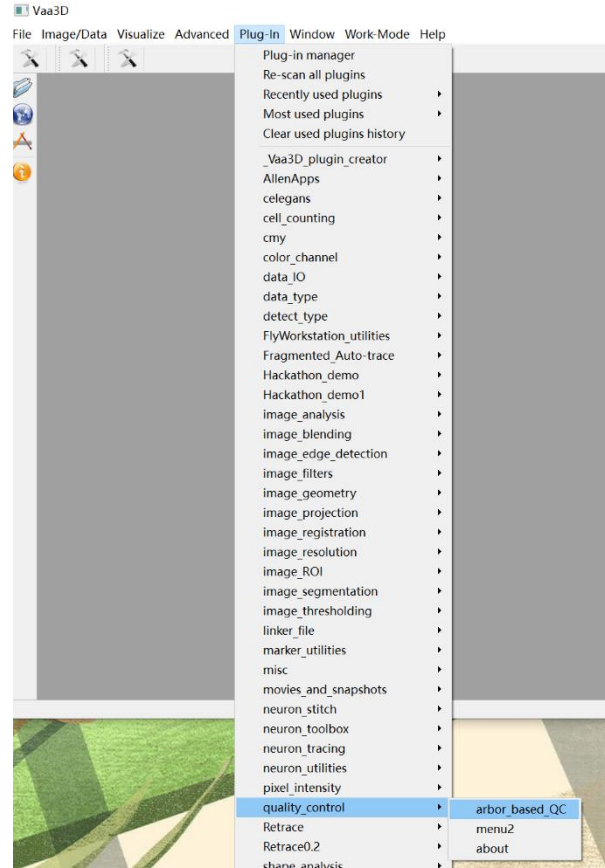 Vaa3D
File Image/Data Visualize Advanced Plug-In Window Work-Mode Help
Plug-in manager
Re-scan all plugins
Recently used plugins
Most used plugins
Clear used plugins history
_Vaa3D_plugin_creator
AllenApps
celegans
cell_counting
cmy
color_channel
data_IO
data_type
detect_type
FlyWorkstation_utilities
Fragmented_Auto-trace
Hackathon_demo
Hackathon_demo1
image_analysis
image_blending
image_edge_detection
image_filters
image_geometry
image_projection
image_registration
image_resolution
image_ROI
image_segmentation
image_thresholding
linker_file
marker_utilities
misc
movies_and_snapshots
neuron_stitch
neuron_toolbox
neuron_tracing
neuron_utilities
pixel_intensity
quality_control arbor_based_QC
Retrace menu2
Retrace0.2 about
shape_analysis